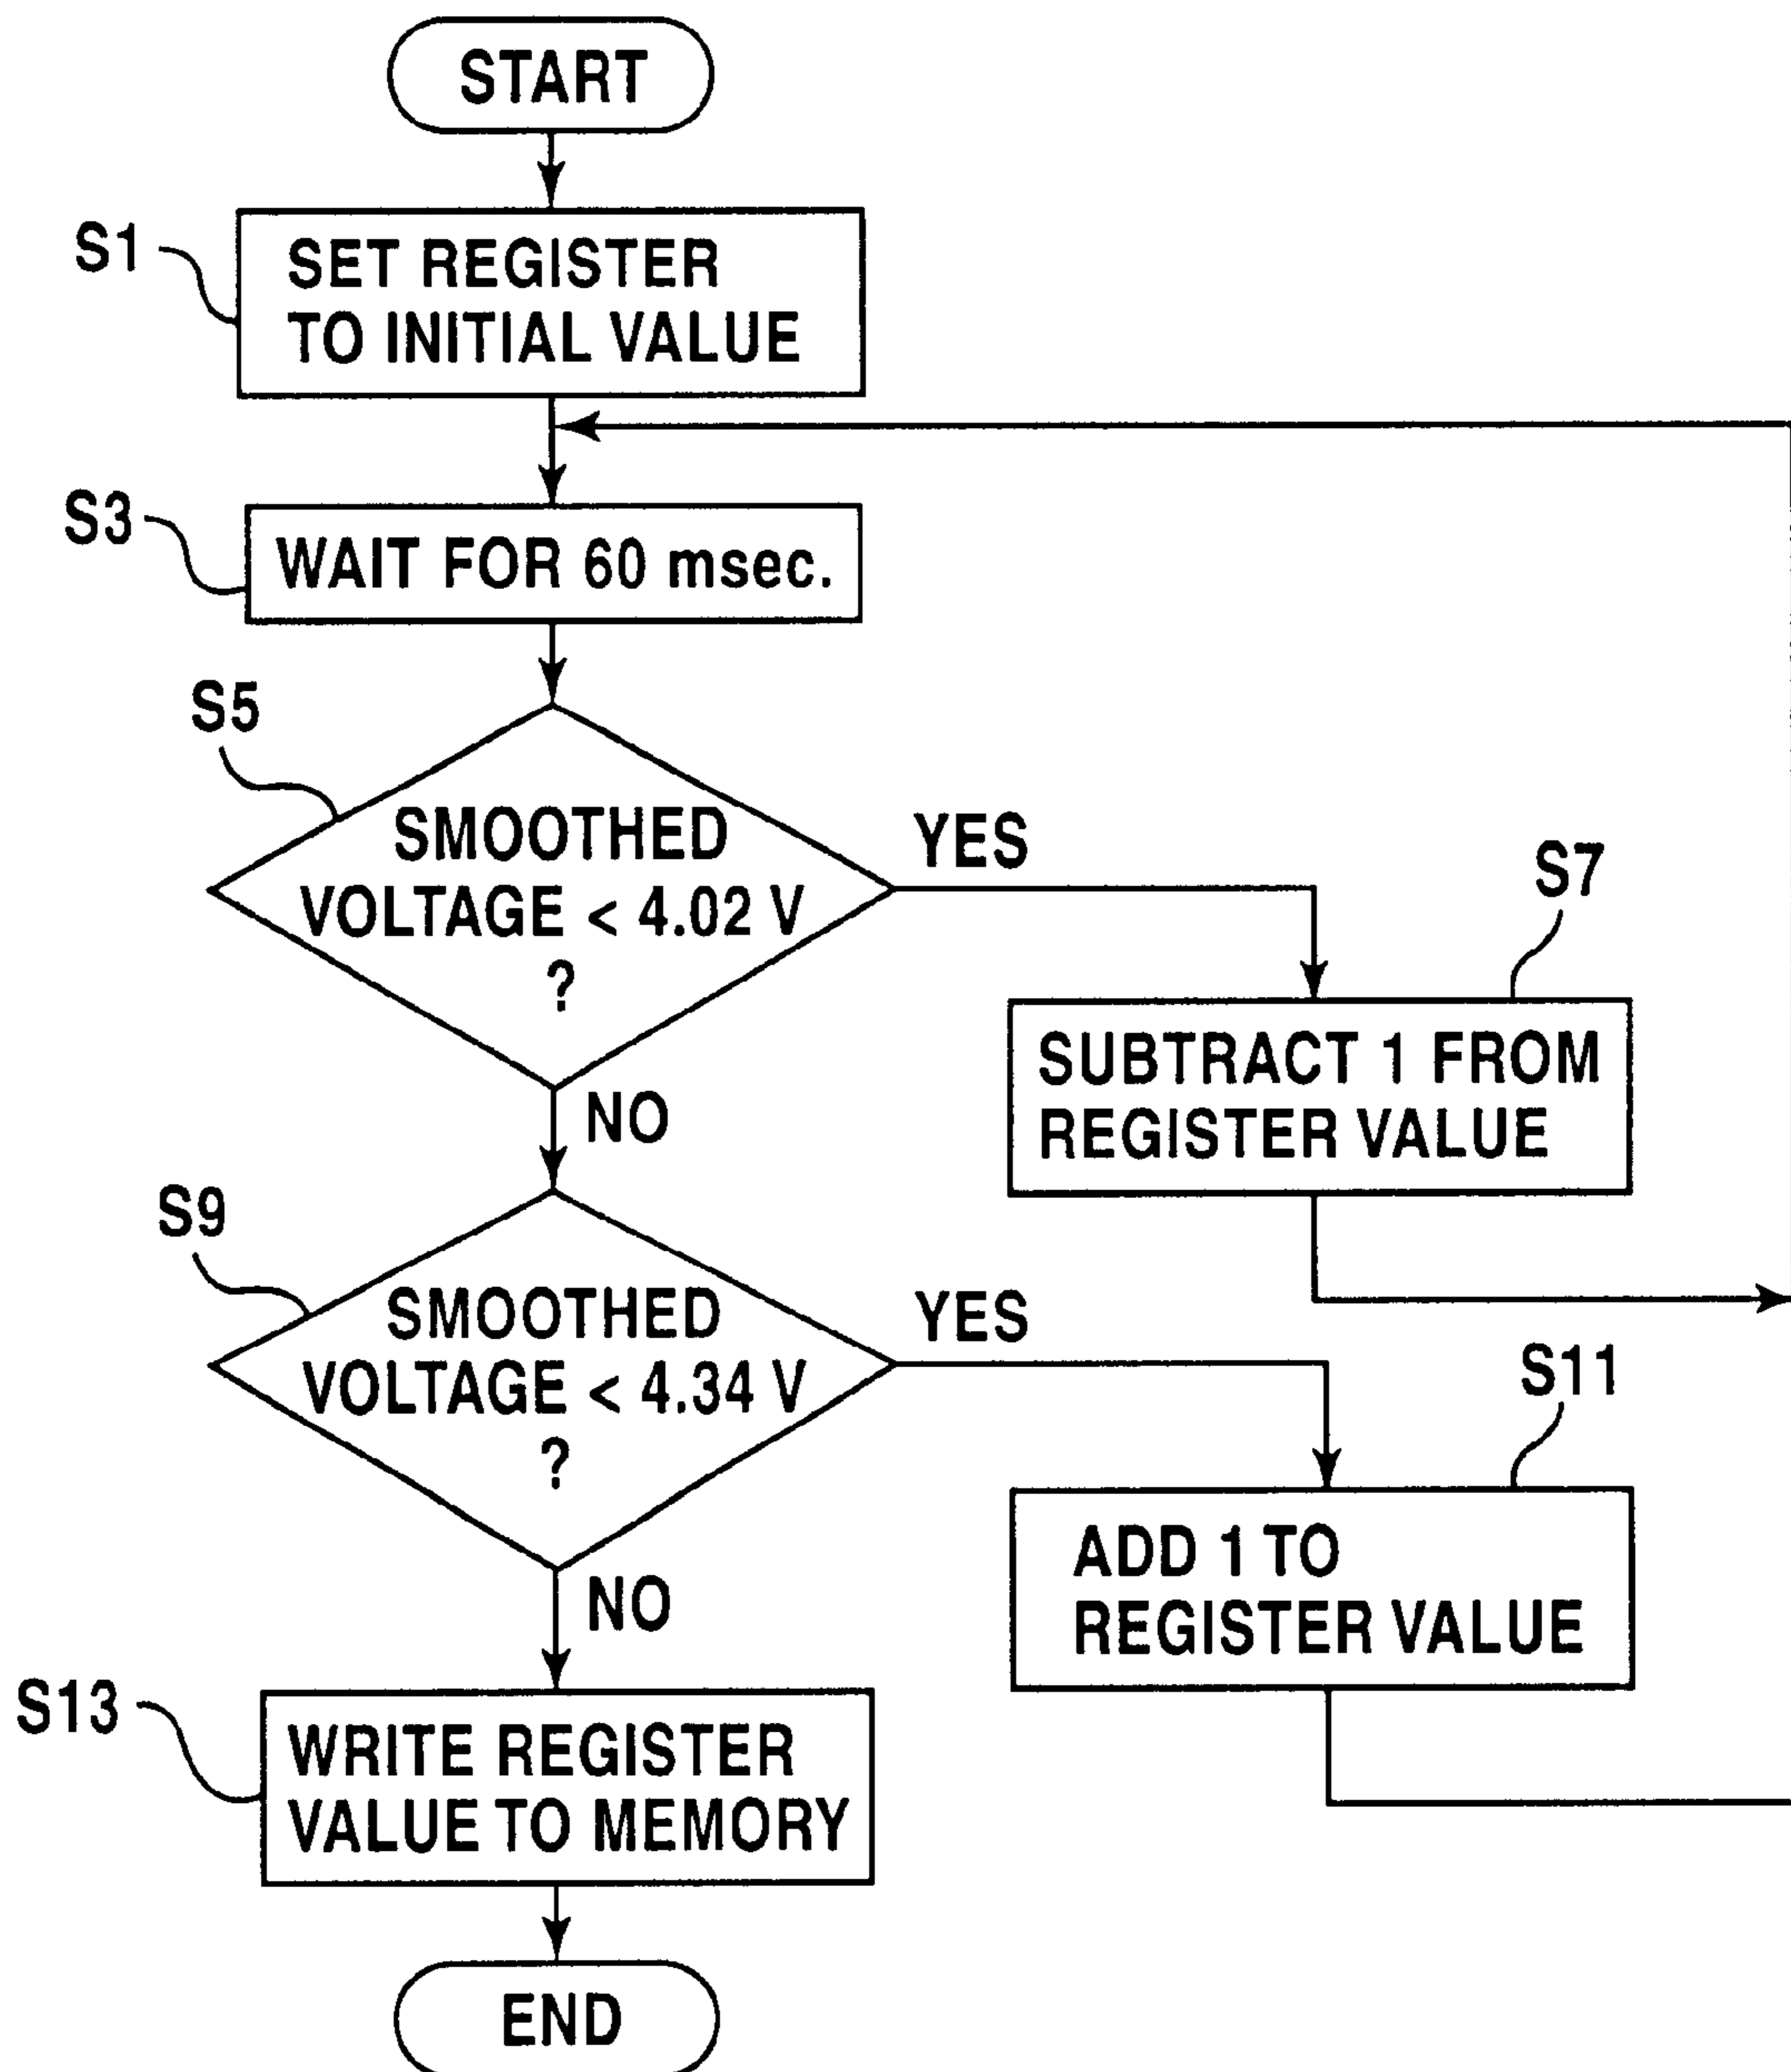 START
S1
SET REGISTER
TO INITIAL VALUE
S3
WAIT FOR 60 msec.
S5
SMOOTHED
VOLTAGE < 4.02 V
?
YES
S7
SUBTRACT 1 FROM
REGISTER VALUE
NO
S9
SMOOTHED
VOLTAGE < 4.34 V
?
YES
S11
ADD 1 TO
REGISTER VALUE
NO
S13
WRITE REGISTER
VALUE TO MEMORY
END